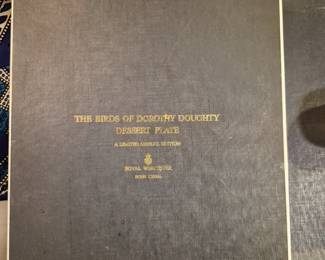 THE BIRDS OF DOROTHY DOUGHTY
DESSERT PLATE
A LIMITED ANNUAL EDITION
ROYAL WORCESTER
BONE CHINA